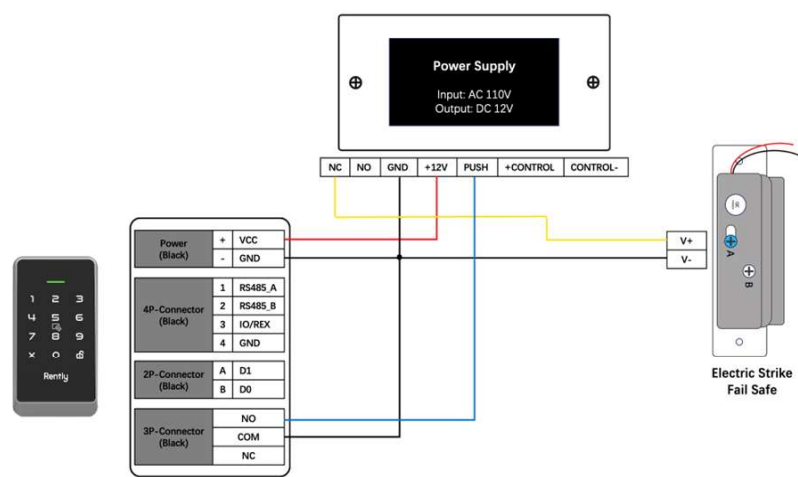 Power Supply
Input: AC 110V
Output: DC 12V
NC NO GND +12V PUSH +CONTROL CONTROL-
Power
(Black)
+ VCC
- GND
4P-Connector
(Black)
1 RS485_A
2 RS485_B
3 IO/REX
4 GND
2P-Connector
(Black)
A D1
B D0
3P-Connector
(Black)
NO
COM
NC
1 2 3
4 5 6
7 8 9
0
Rently
V+
V-
A
B
Electric Strike
Fail Safe